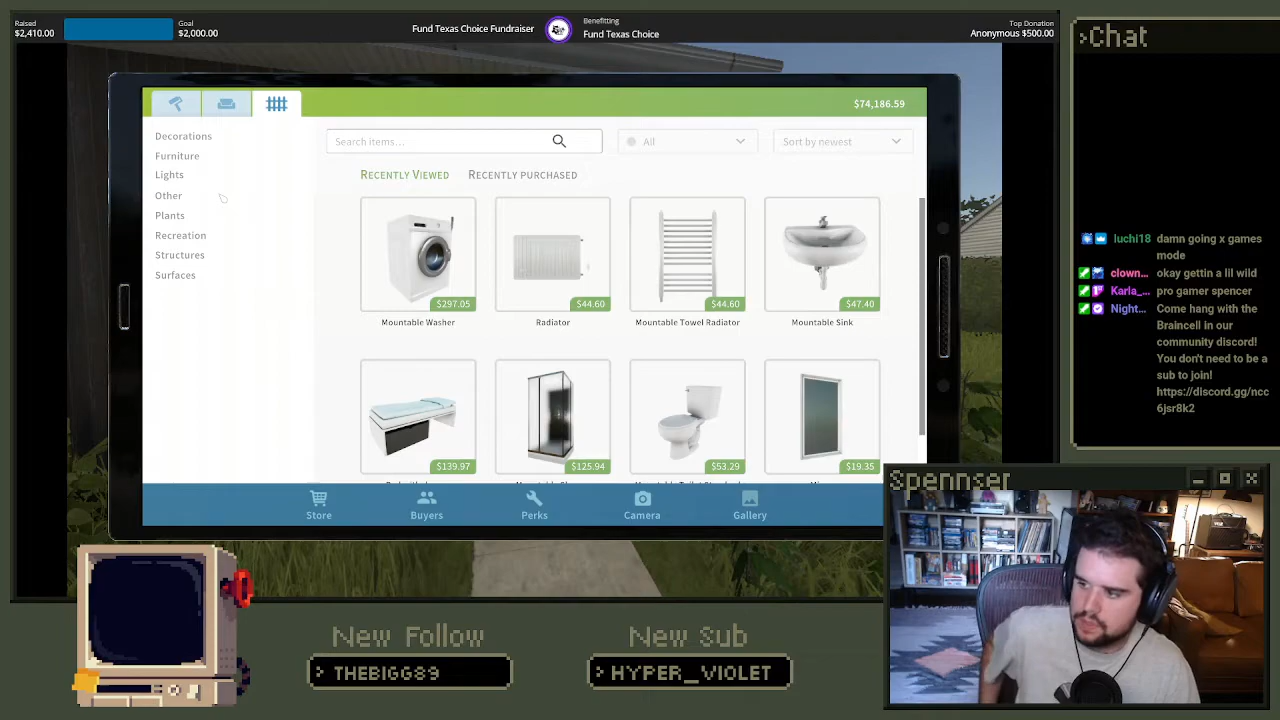 Raised
$2,410.00
Goal
$2,000.00
Fund Texas Choice Fundraiser
Benefitting
Fund Texas Choice
Top Donation
Anonymous $500.00
>Chat
$74,186.59
Decorations
Furniture
Lights
Other
Plants
Recreation
Structures
Surfaces
Search items...
All
Sort by newest
Recently Viewed
Recently Purchased
$297.05
$44.60
$44.60
$47.40
Mountable Washer
Radiator
Mountable Towel Radiator
Mountable Sink
$139.97
$125.94
$53.29
$19.35
Store
Buyers
Perks
Camera
Gallery
luchi18 damn going x games
mode
clown... okay gettin a lil wild
Karla_... pro gamer spencer
Night... Come hang with the
Braincell in our
community discord!
You don't need to be a
sub to join!
https://discord.gg/ncc
6jsr8k2
Spennser
New Follow
> THEBIGG89
New Sub
> HYPER_VIOLET